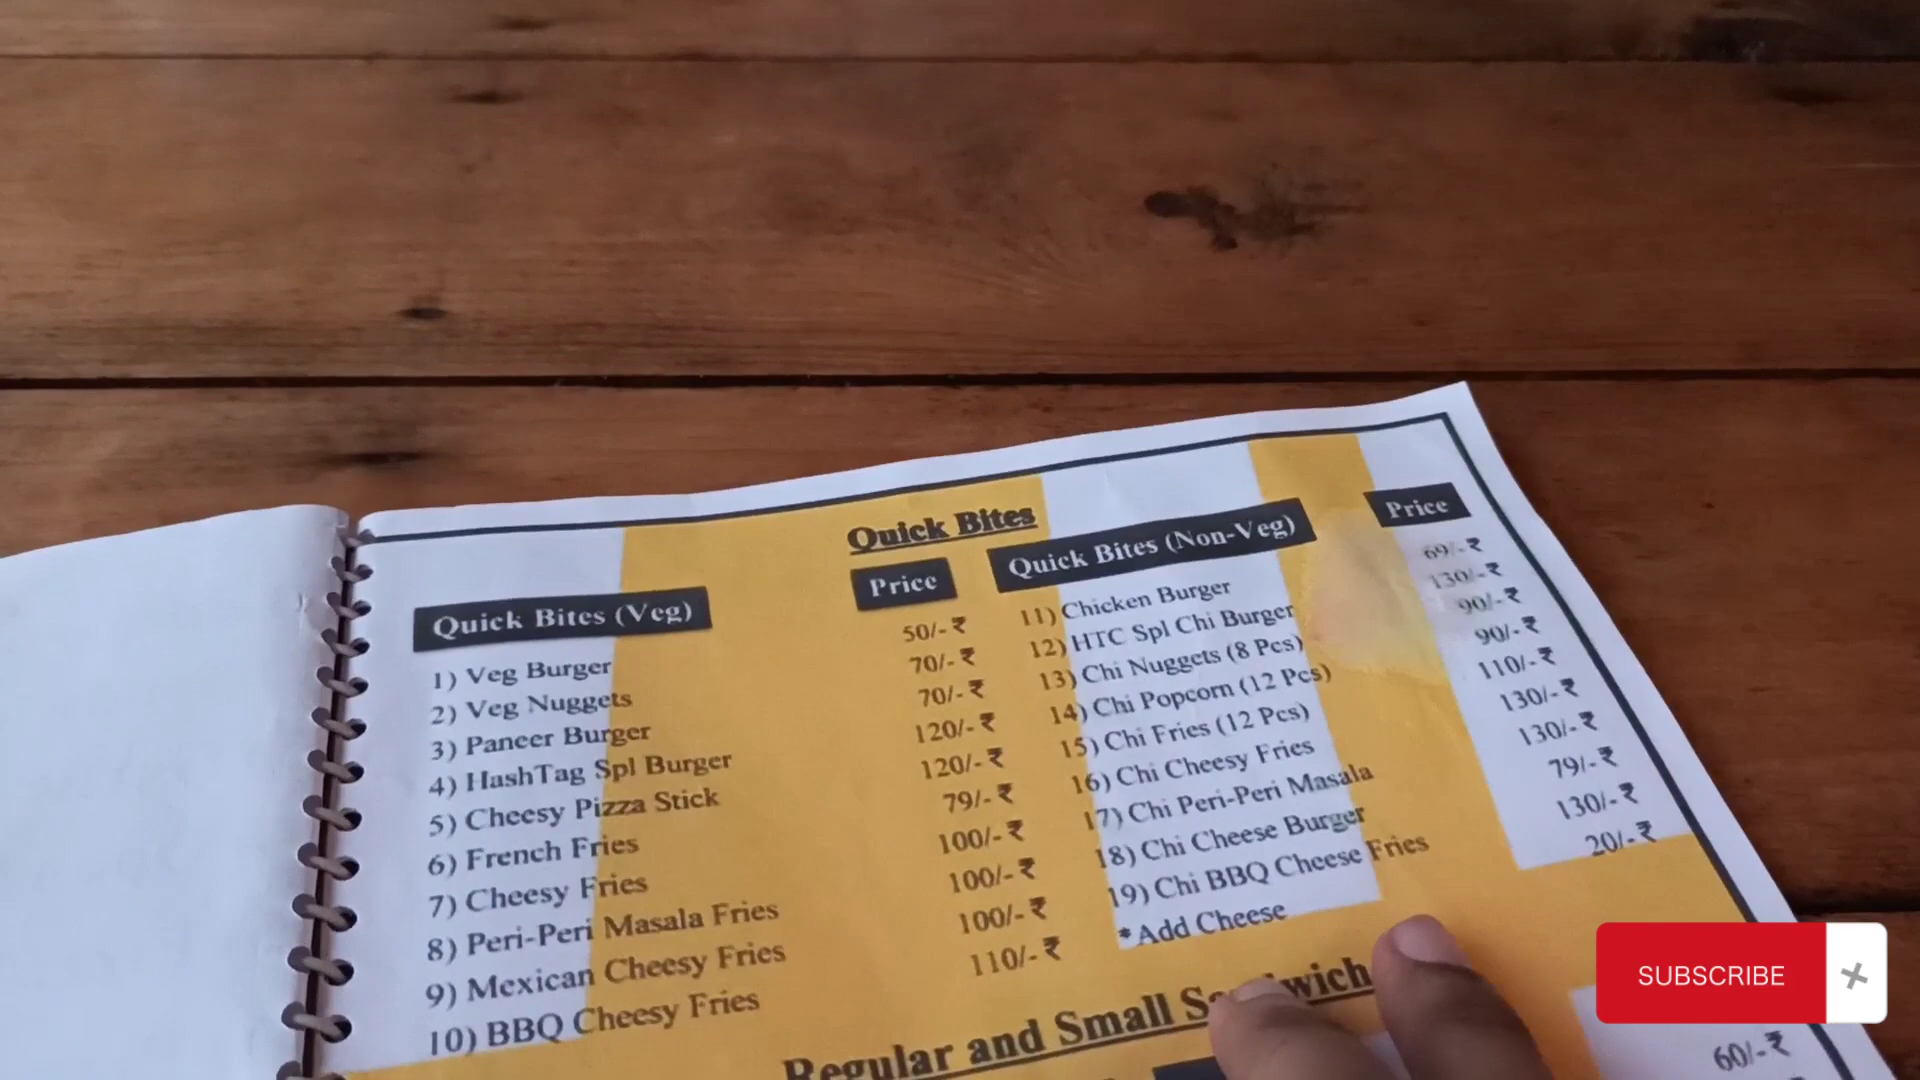 Quick Bites
Quick Bites (Veg) Price
1) Veg Burger 50/-₹
2) Veg Nuggets 70/-₹
3) Paneer Burger 70/-₹
4) HashTag Spl Burger 120/-₹
5) Cheesy Pizza Stick 120/-₹
6) French Fries 79/-₹
7) Cheesy Fries 100/-₹
8) Peri-Peri Masala Fries 100/-₹
9) Mexican Cheesy Fries 100/-₹
10) BBQ Cheesy Fries 110/-₹
Quick Bites (Non-Veg) Price
11) Chicken Burger 69/-₹
12) HTC Spl Chi Burger 130/-₹
13) Chi Nuggets (8 Pcs) 90/-₹
14) Chi Popcorn (12 Pcs) 90/-₹
15) Chi Fries (12 Pcs) 110/-₹
16) Chi Cheesy Fries 130/-₹
17) Chi Peri-Peri Masala 130/-₹
18) Chi Cheese Burger 79/-₹
19) Chi BBQ Cheese Fries 130/-₹
*Add Cheese 20/-₹
Regular and Small Sandwich
60/-₹
SUBSCRIBE